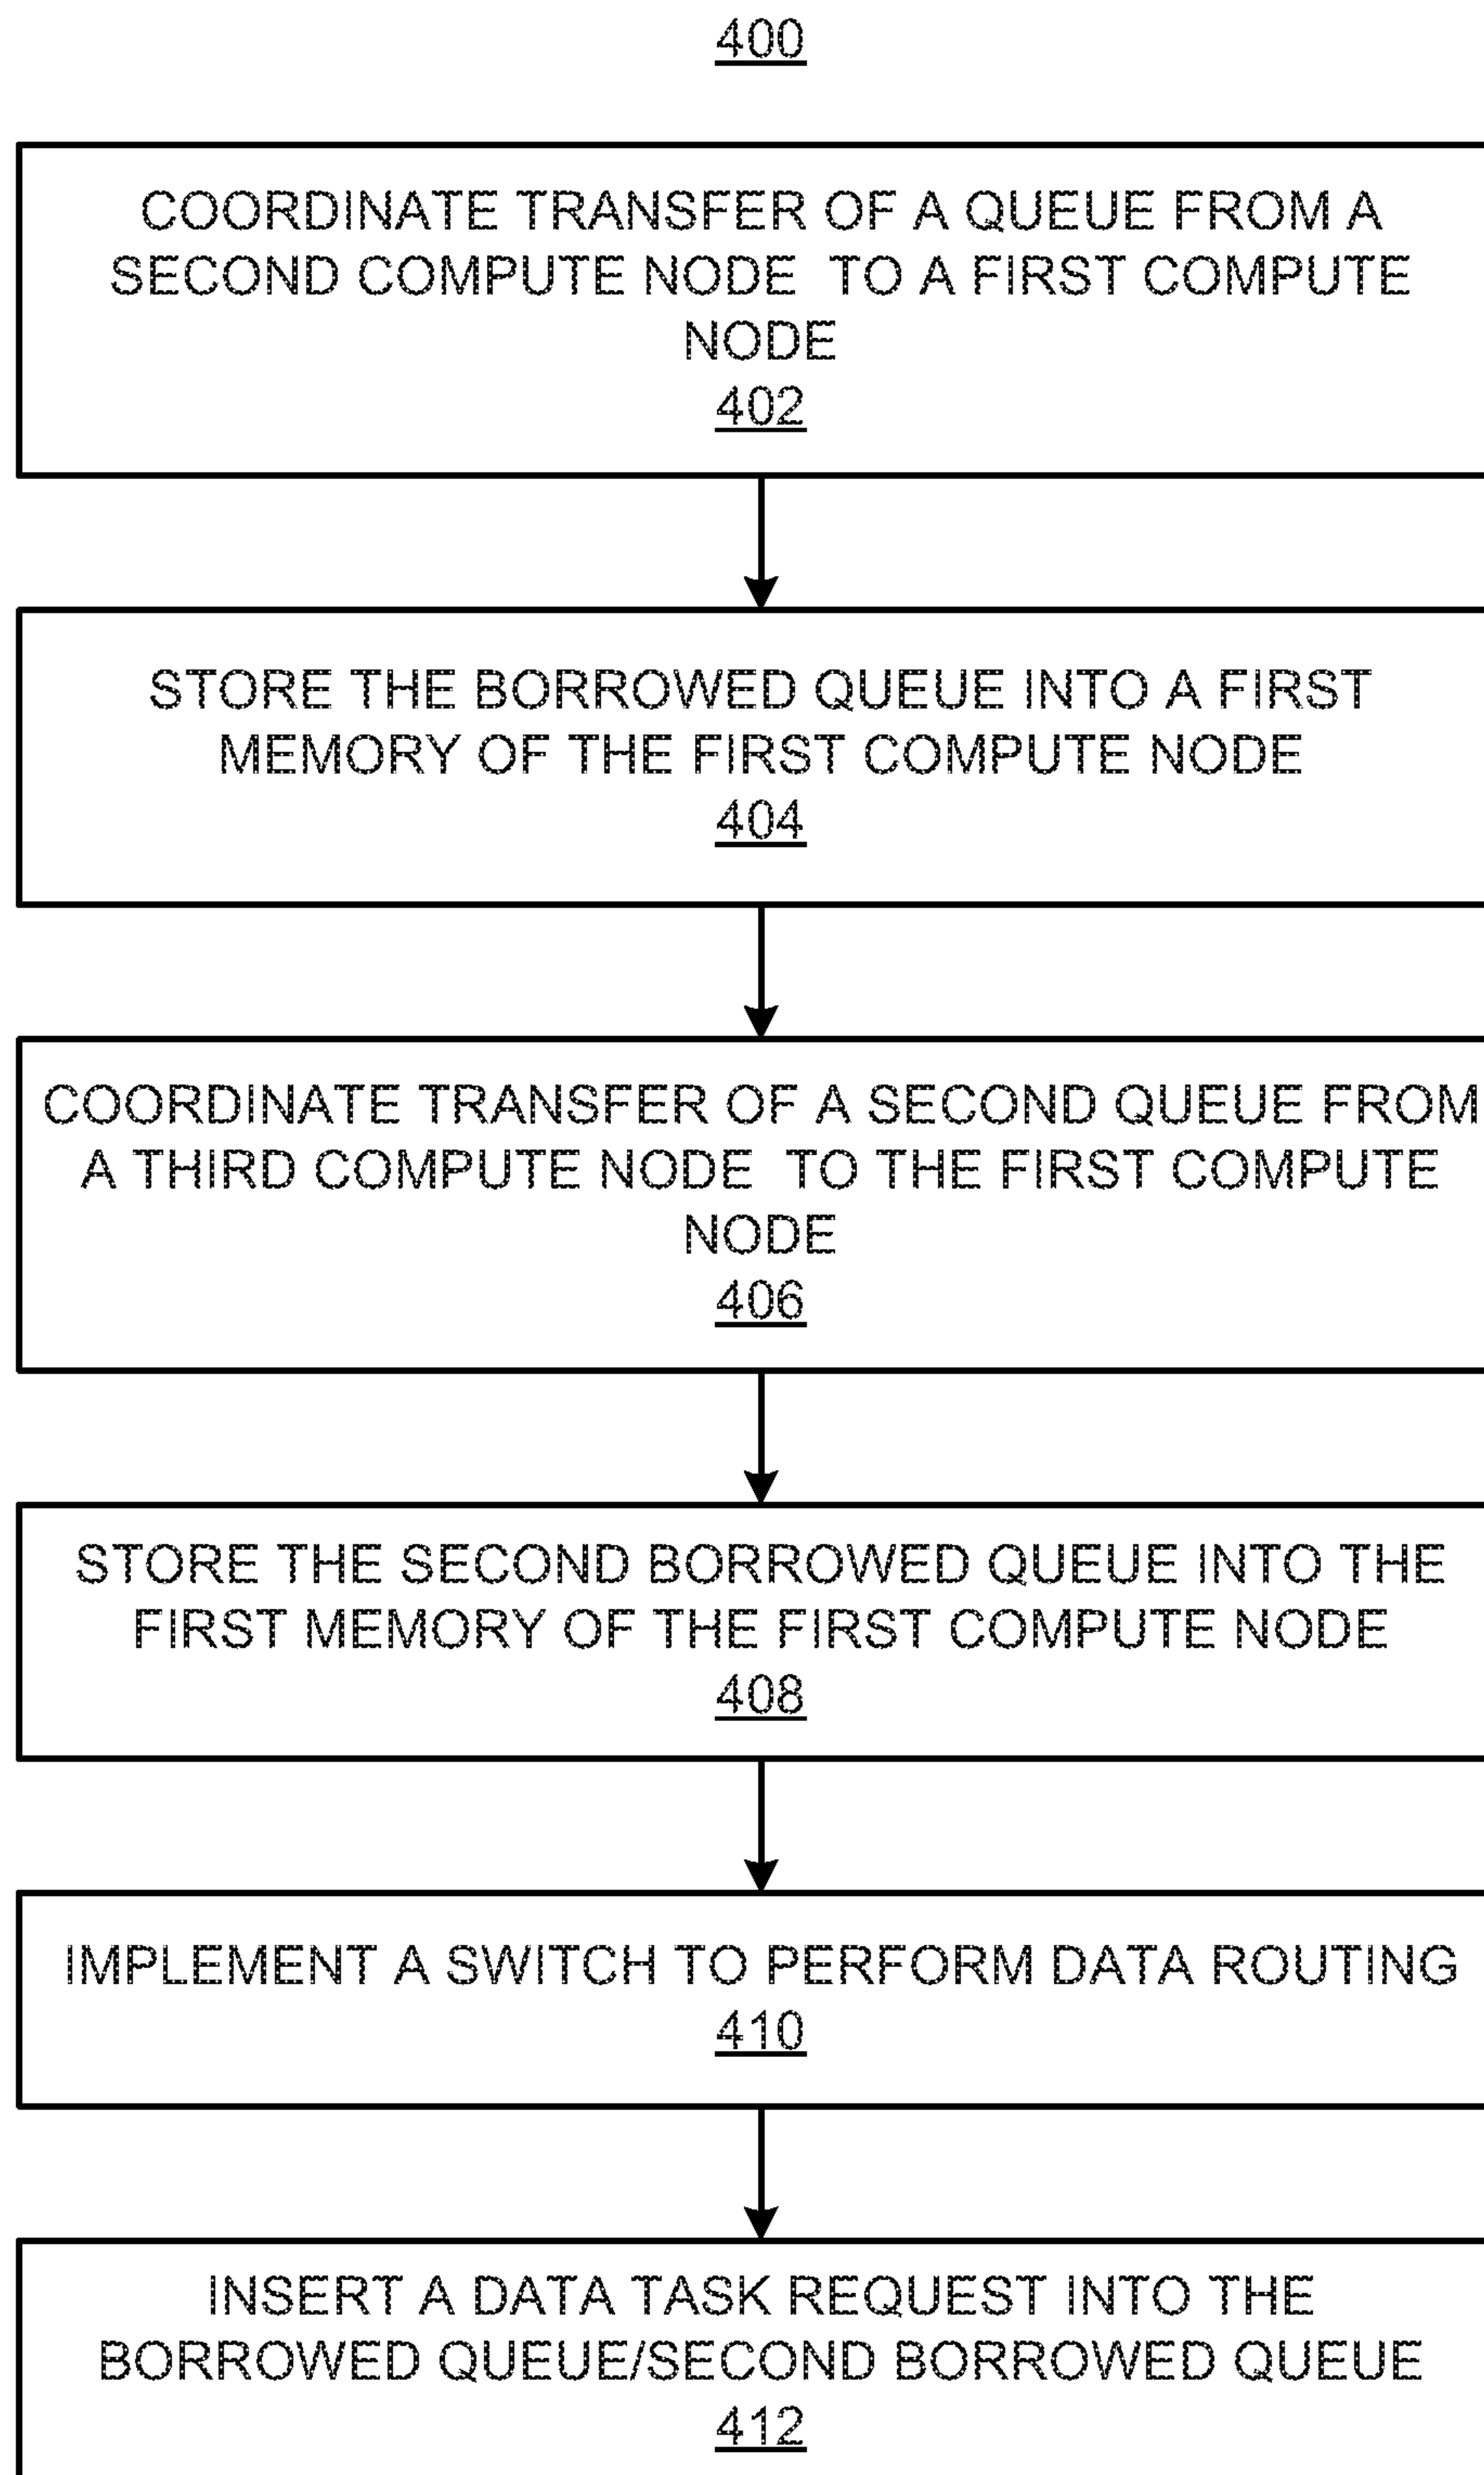 400
COORDINATE TRANSFER OF A QUEUE FROM A
SECOND COMPUTE NODE TO A FIRST COMPUTE
NODE
402
STORE THE BORROWED QUEUE INTO A FIRST
MEMORY OF THE FIRST COMPUTE NODE
404
COORDINATE TRANSFER OF A SECOND QUEUE FROM
A THIRD COMPUTE NODE TO THE FIRST COMPUTE
NODE
406
STORE THE SECOND BORROWED QUEUE INTO THE
FIRST MEMORY OF THE FIRST COMPUTE NODE
408
IMPLEMENT A SWITCH TO PERFORM DATA ROUTING
410
INSERT A DATA TASK REQUEST INTO THE
BORROWED QUEUE/SECOND BORROWED QUEUE
412